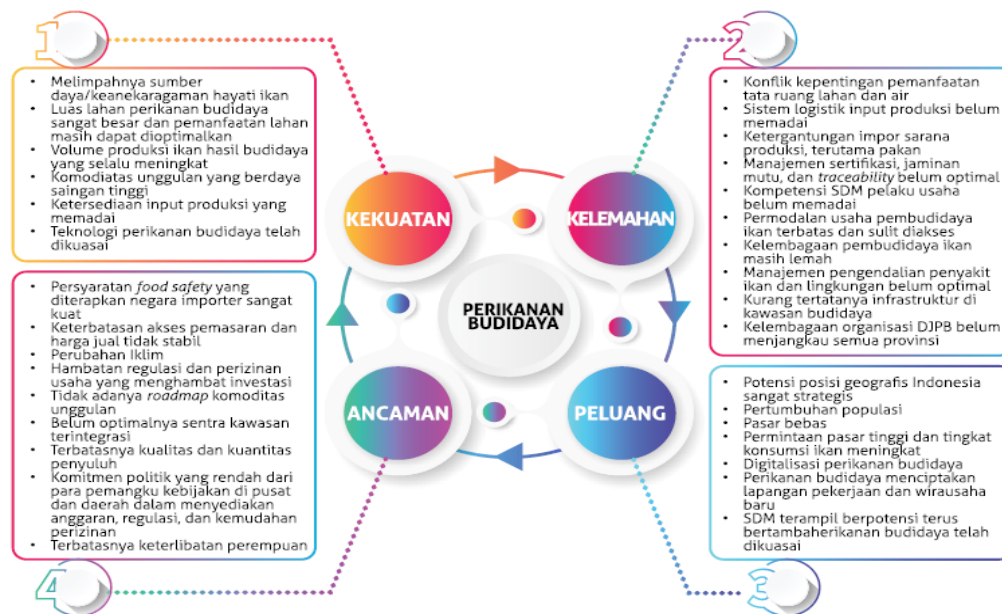 1
• Melimpahnya sumber
daya/keanekaragaman hayati ikan
• Luas lahan perikanan budidaya
sangat besar dan pemanfaatan lahan
masih dapat dioptimalkan
• Volume produksi ikan hasil budidaya
yang selalu meningkat
• Komodiatas unggulan yang berdaya
saingan tinggi
• Ketersediaan input produksi yang
memadai
• Teknologi perikanan budidaya telah
dikuasai
2
• Konflik kepentingan pemanfaatan
tata ruang lahan dan air
• Sistem logistik input produksi belum
memadai
• Ketergantungan impor sarana
produksi, terutama pakan
• Manajemen sertifikasi, jaminan
mutu, dan traceability belum optimal
• Kompetensi SDM pelaku usaha
belum memadai
• Permodalan usaha pembudidaya
ikan terbatas dan sulit diakses
• Kelembagaan pembudidaya ikan
masih lemah
• Manajemen pengendalian penyakit
ikan dan lingkungan belum optimal
• Kurang tertatanya infrastruktur di
kawasan budidaya
• Kelembagaan organisasi DJPB belum
menjangkau semua provinsi
KEKUATAN
KELEMAHAN
PERIKANAN
BUDIDAYA
ANCAMAN
PELUANG
• Persyaratan food safety yang
diterapkan negara importer sangat
kuat
• Keterbatasan akses pemasaran dan
harga jual tidak stabil
• Perubahan Iklim
• Hambatan regulasi dan perizinan
usaha yang menghambat investasi
• Tidak adanya roadmap komoditas
unggulan
• Belum optimalnya sentra kawasan
terintegrasi
• Terbatasnya kualitas dan kuantitas
penyuluh
• Komitmen politik yang rendah dari
para pemangku kebijakan di pusat
dan daerah dalam menyediakan
anggaran, regulasi, dan kemudahan
perizinan
• Terbatasnya keterlibatan perempuan
4
• Potensi posisi geografis Indonesia
sangat strategis
• Pertumbuhan populasi
• Pasar bebas
• Permintaan pasar tinggi dan tingkat
konsumsi ikan meningkat
• Digitalisasi perikanan budidaya
• Perikanan budidaya menciptakan
lapangan pekerjaan dan wirausaha
baru
• SDM terampil berpotensi terus
bertambaherikanan budidaya telah
dikuasai
3